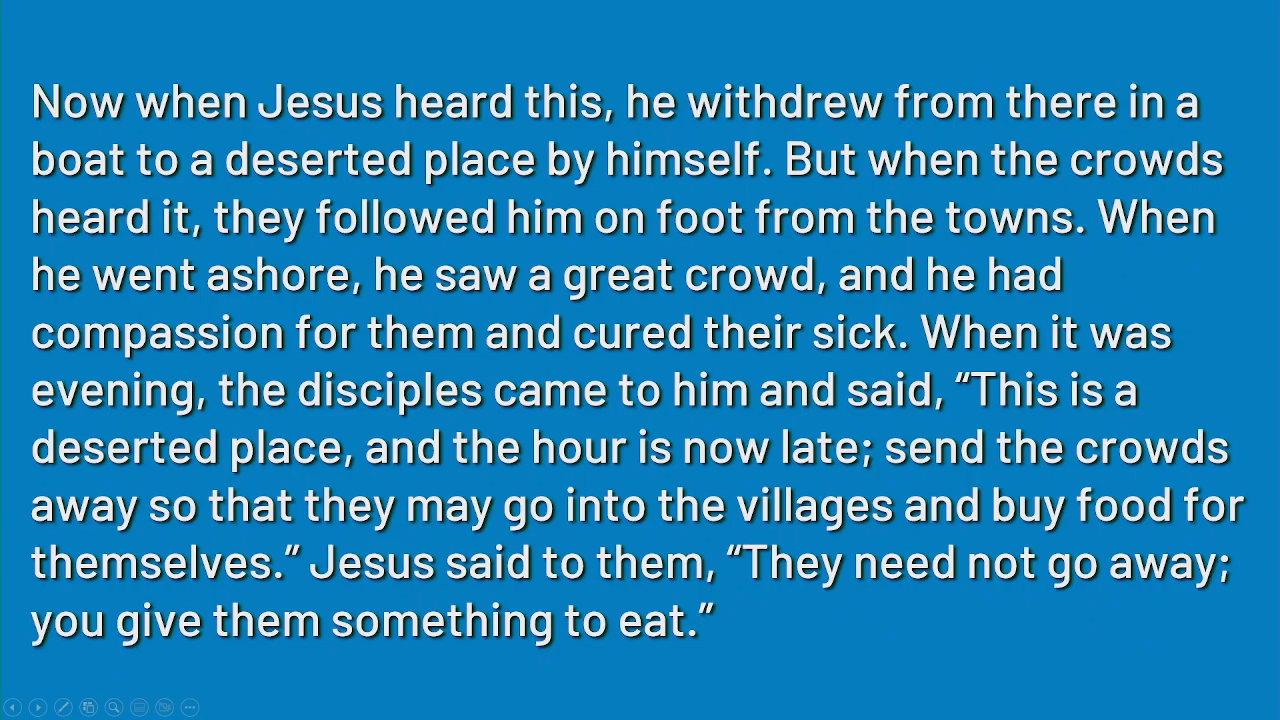 Now when Jesus heard this, he withdrew from there in a
boat to a deserted place by himself. But when the crowds
heard it, they followed him on foot from the towns. When
he went ashore, he saw a great crowd, and he had
compassion for them and cured their sick. When it was
evening, the disciples came to him and said, “This is a
deserted place, and the hour is now late; send the crowds
away so that they may go into the villages and buy food for
themselves.” Jesus said to them, “They need not go away;
you give them something to eat.”